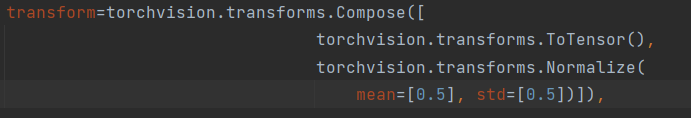 transform=torchvision.transforms.Compose([
torchvision.transforms.ToTensor(),
torchvision.transforms.Normalize(
mean=[0.5], std=[0.5])]),